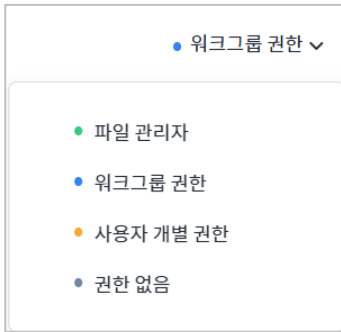 워크그룹 권한
파일 관리자
워크그룹 권한
사용자 개별 권한
권한 없음